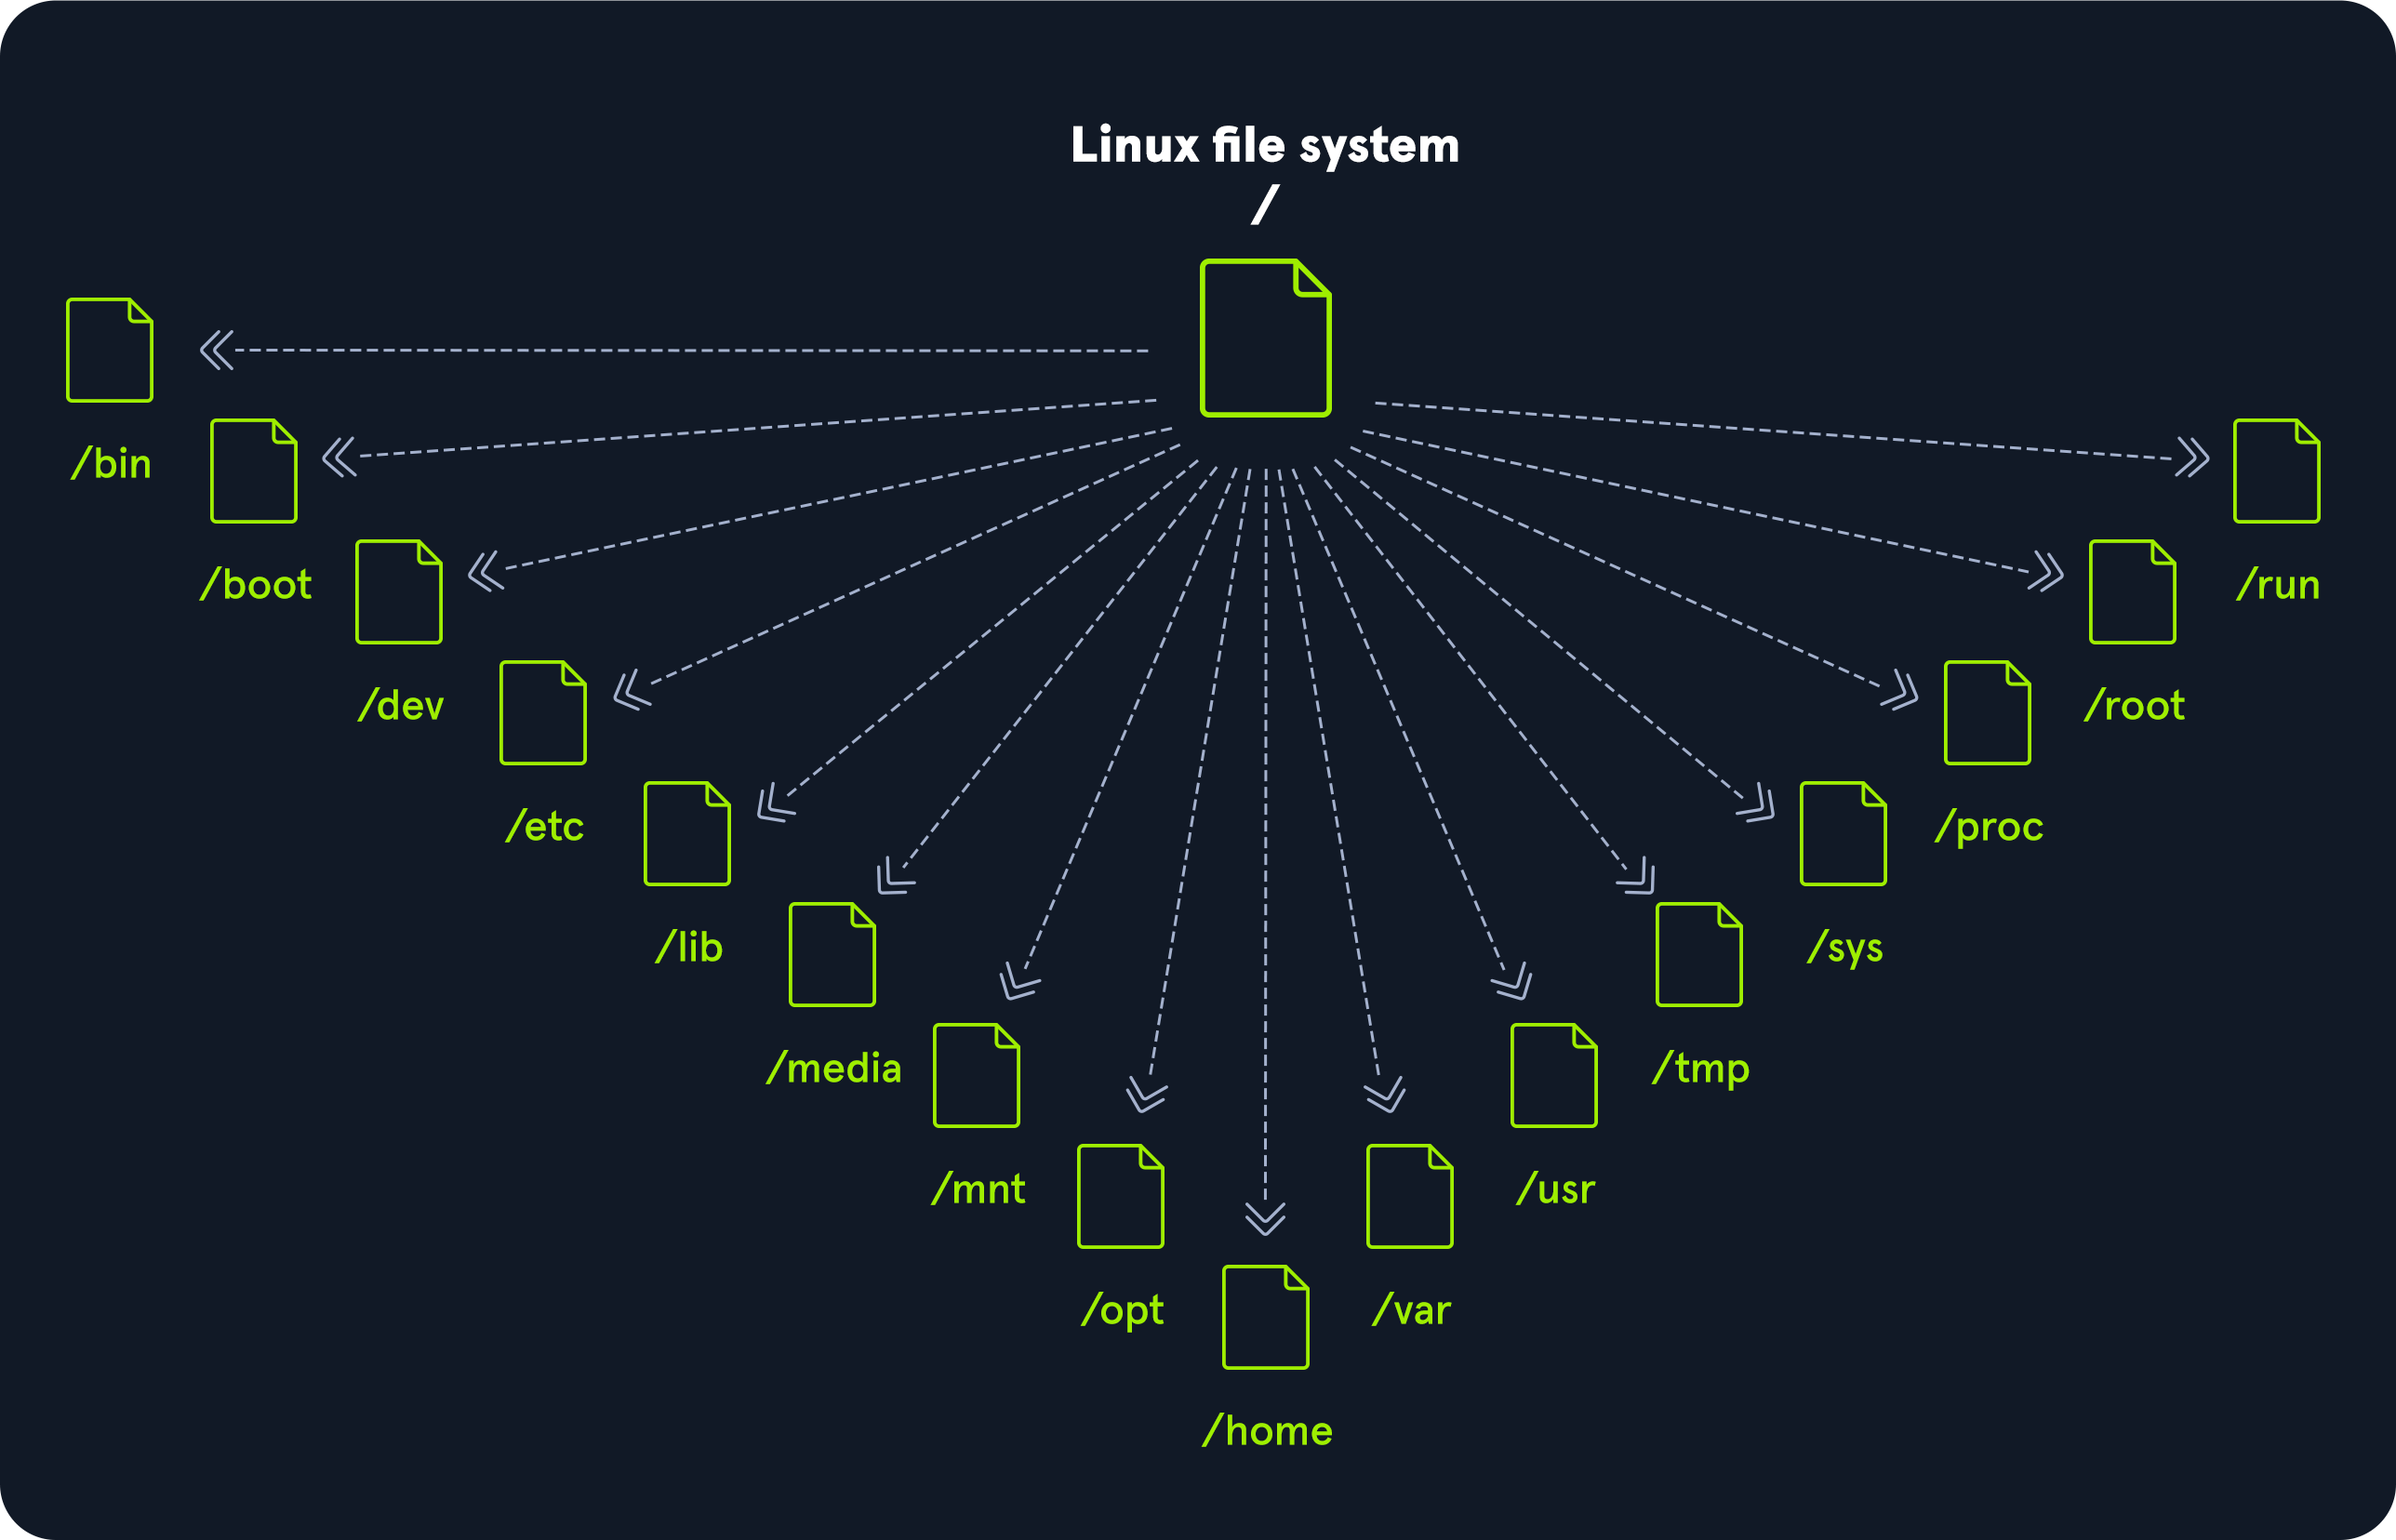 Linux file system
/
/bin
/boot
/run
/dev
/root
/etc
/proc
/lib
/sys
/media
/tmp
/mnt
/usr
/opt
/var
/home